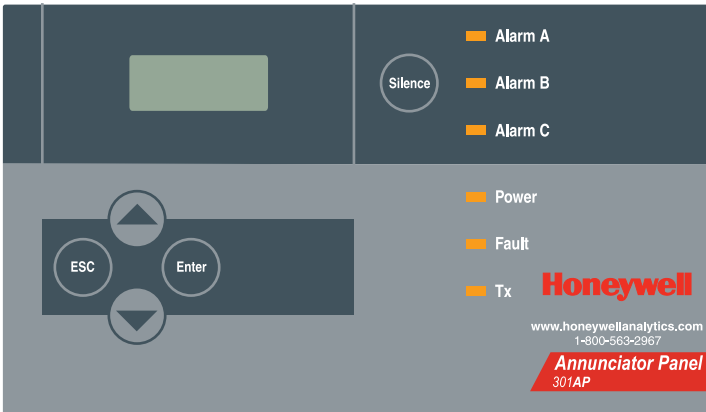 Alarm A
Silence
Alarm B
Alarm C
Power
Fault
ESC
Enter
Tx
Honeywell
www.honeywellanalytics.com
1-800-563-2967
Annunciator Panel
301AP